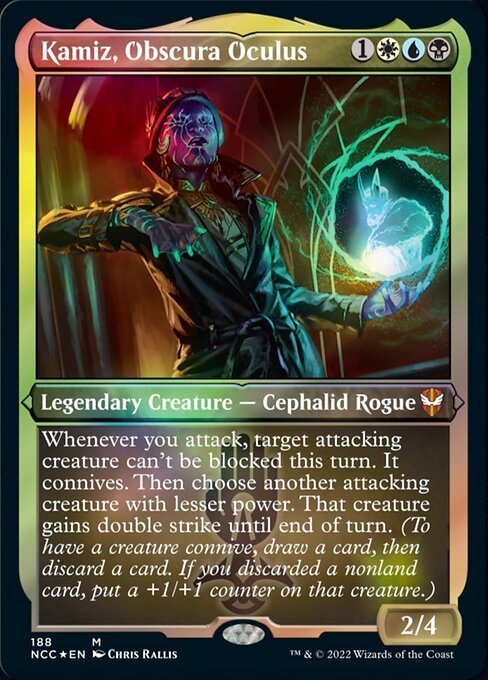 Kamiz, Obscura Oculus 1
Legendary Creature — Cephalid Rogue
Whenever you attack, target attacking
creature can't be blocked this turn. It
connives. Then choose another attacking
creature with lesser power. That creature
gains double strike until end of turn. (To
have a creature connive, draw a card, then
discard a card. If you discarded a nonland
card, put a +1/+1 counter on that creature.)
2/4
188 M
NCC★EN Chris Rallis
™ & © 2022 Wizards of the Coast